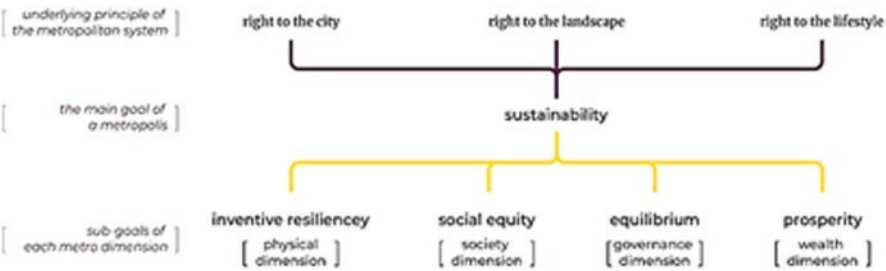 underlying principle of
the metropolitan system
right to the city
right to the landscape
right to the lifestyle
the main goal of
a metropolis
sustainability
sub-goals of
each metro dimension
inventive resiliencey
social equity
equilibrium
prosperity
[ physical dimension ]
[ society dimension ]
[ governance dimension ]
[ wealth dimension ]